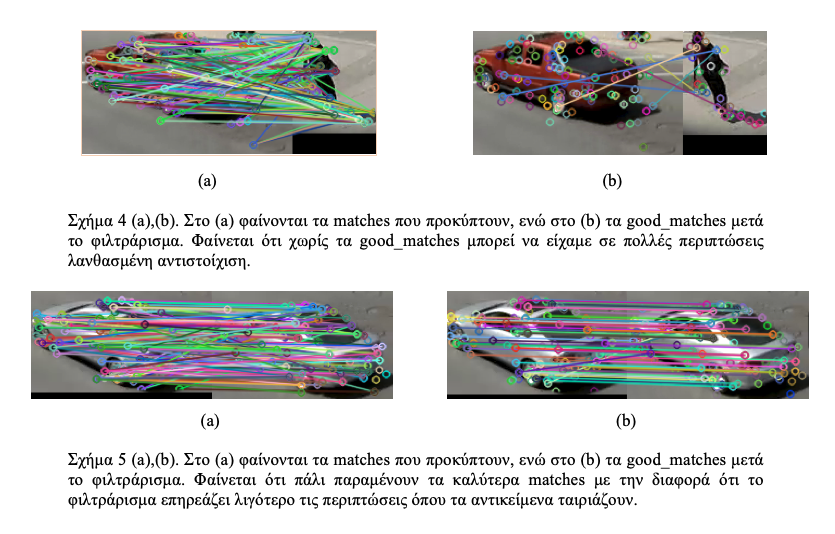 (a)
(b)
Σχήμα 4 (a),(b). Στο (a) φαίνονται τα matches που προκύπτουν, ενώ στο (b) τα good_matches μετά
το φιλτράρισμα. Φαίνεται ότι χωρίς τα good_matches μπορεί να είχαμε σε πολλές περιπτώσεις
λανθασμένη αντιστοίχιση.
(a)
(b)
Σχήμα 5 (a),(b). Στο (a) φαίνονται τα matches που προκύπτουν, ενώ στο (b) τα good_matches μετά
το φιλτράρισμα. Φαίνεται ότι πάλι παραμένουν τα καλύτερα matches με την διαφορά ότι το
φιλτράρισμα επηρεάζει λιγότερο τις περιπτώσεις όπου τα αντικείμενα ταιριάζουν.